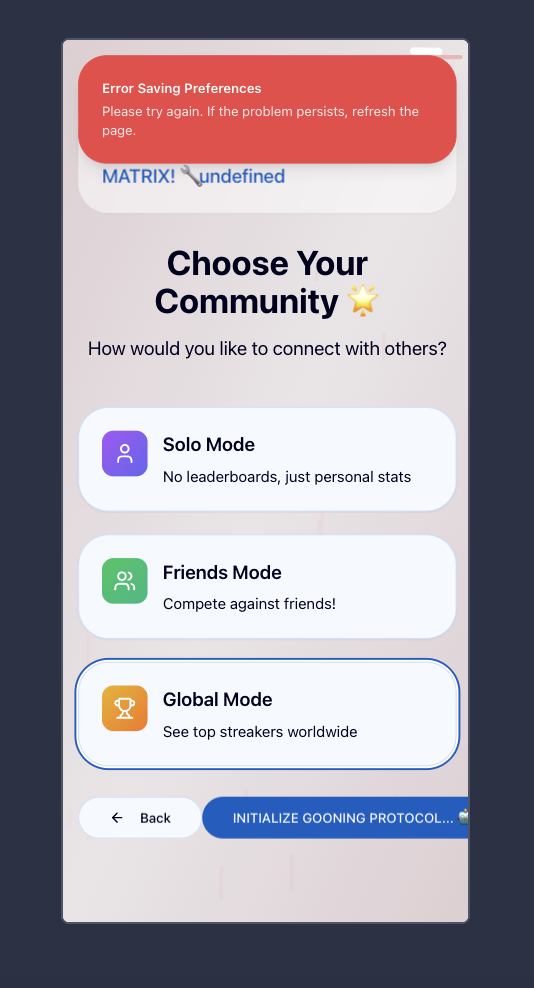 Error Saving Preferences
Please try again. If the problem persists, refresh the
page.
MATRIX! 🔧undefined
Choose Your
Community 🌟
How would you like to connect with others?
Solo Mode
No leaderboards, just personal stats
Friends Mode
Compete against friends!
Global Mode
See top streakers worldwide
Back
INITIALIZE GOONING PROTOCOL... 🤖